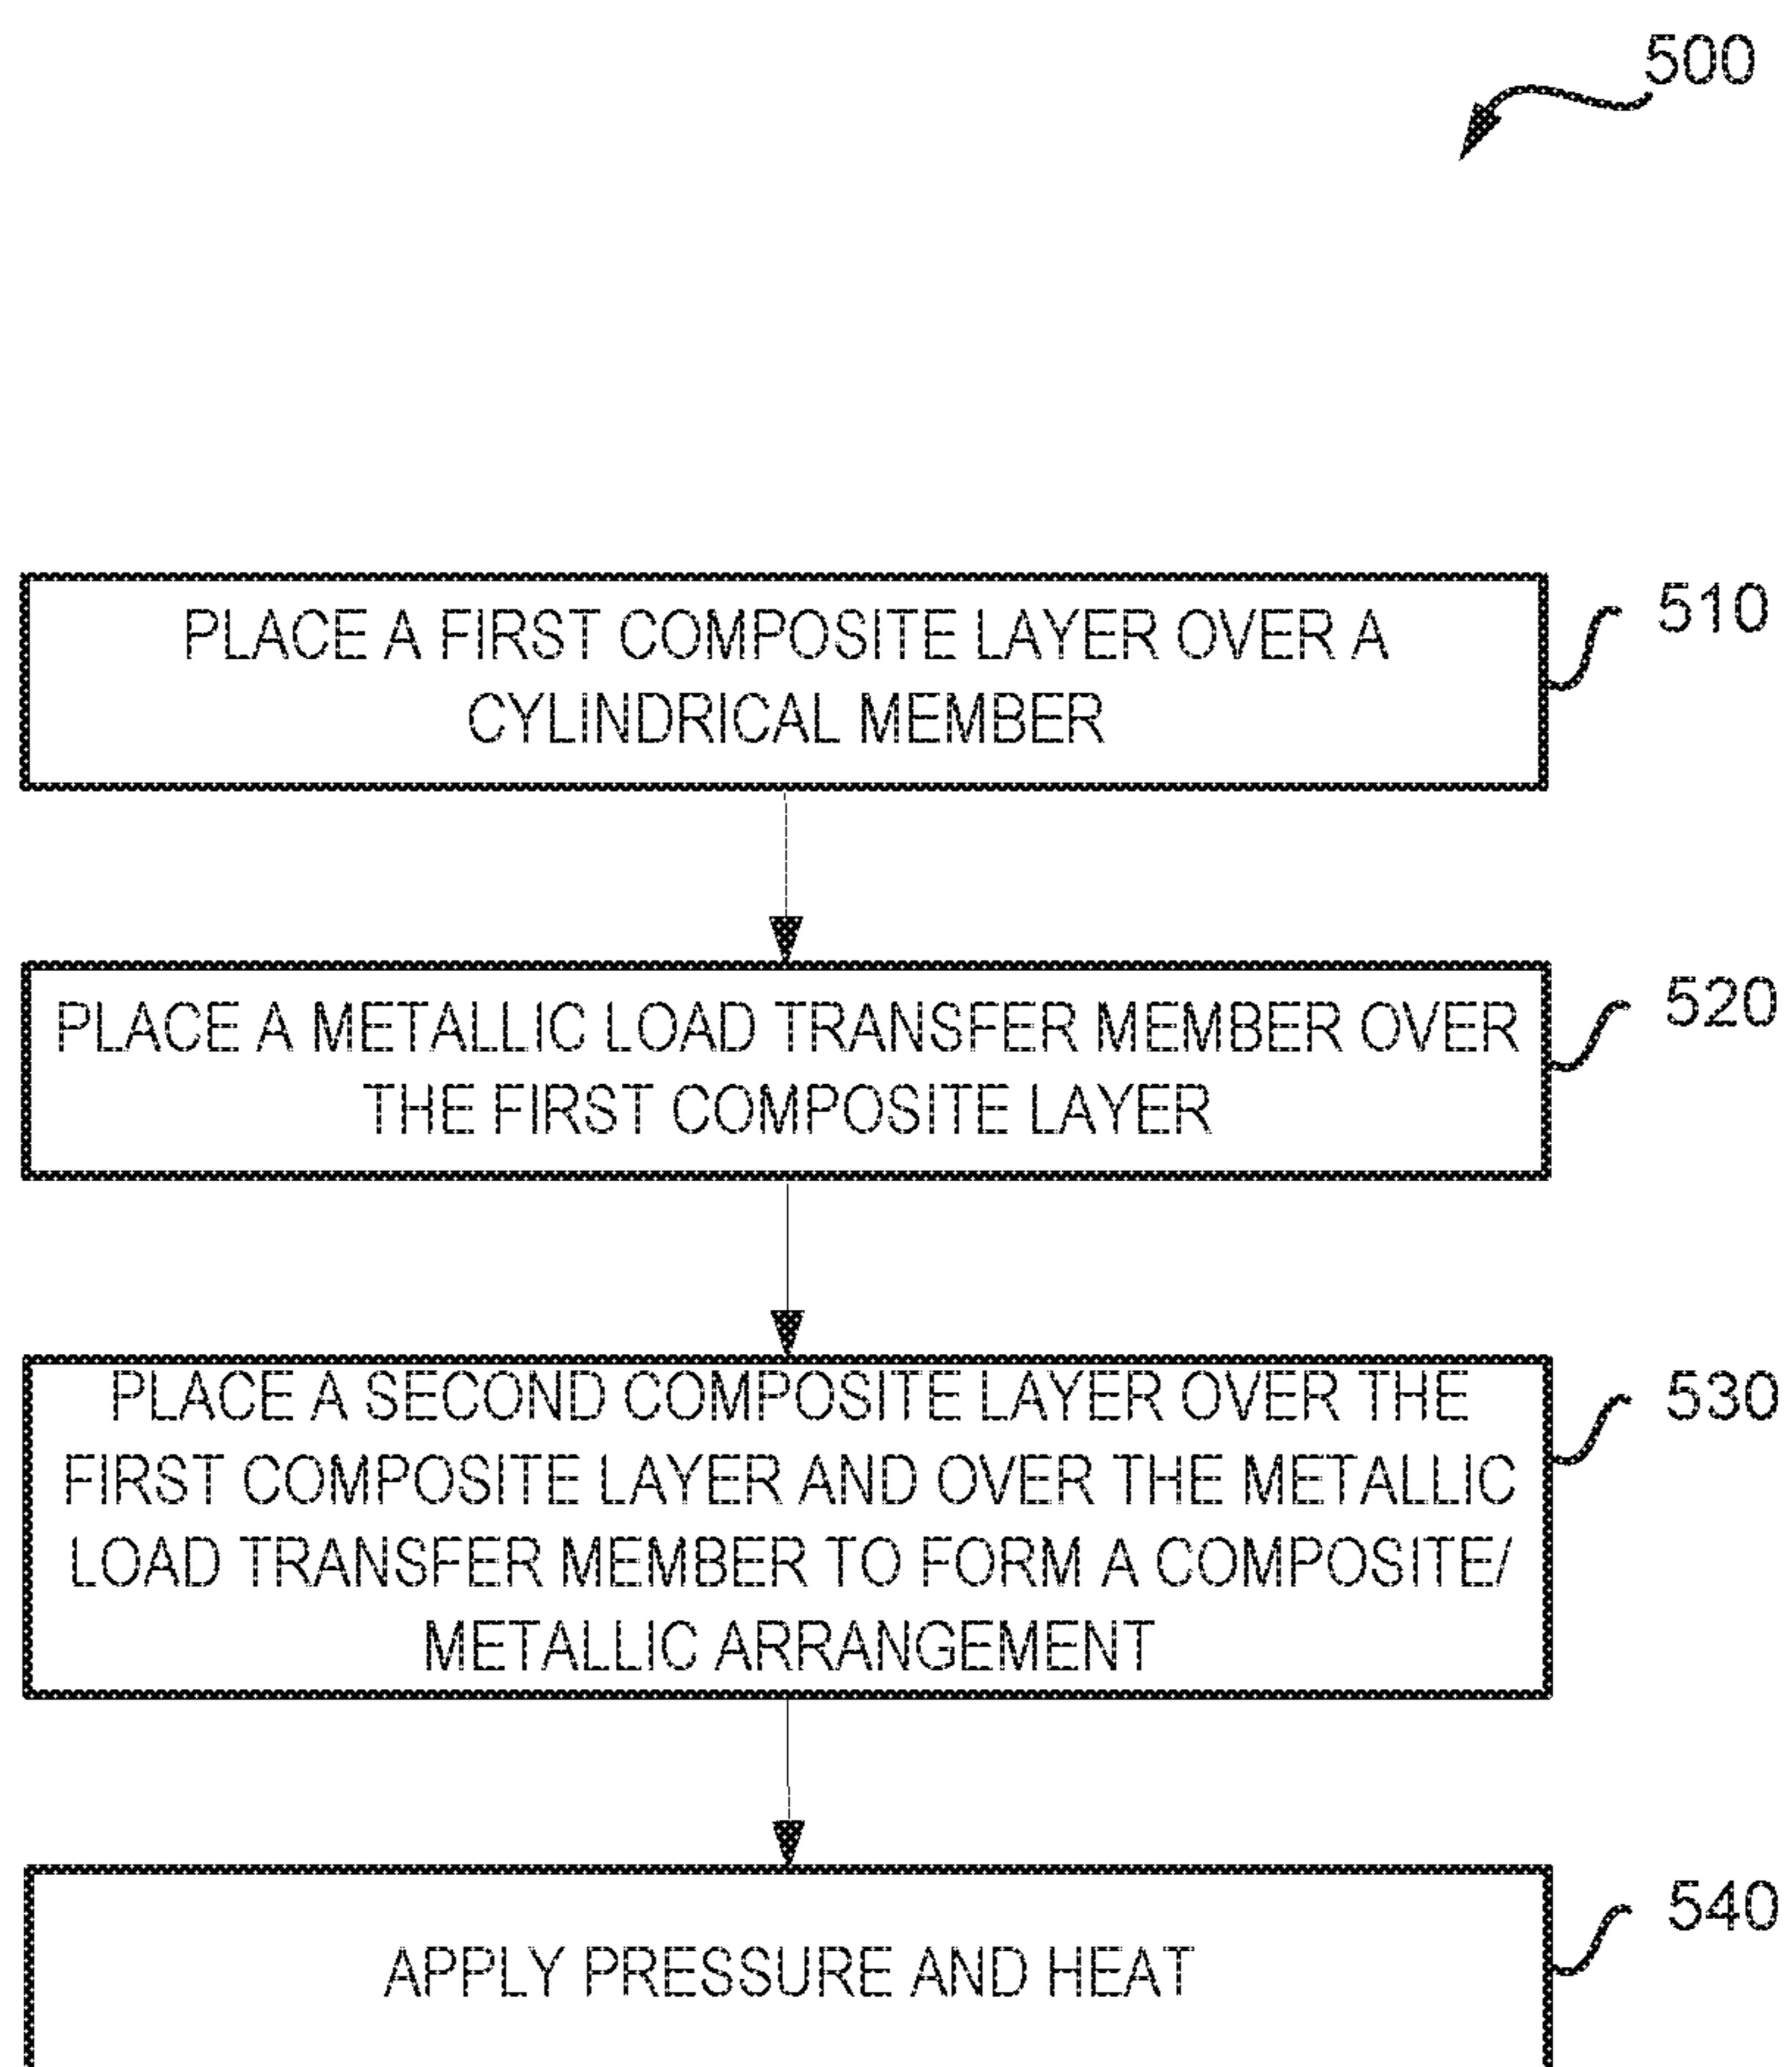 500
PLACE A FIRST COMPOSITE LAYER OVER A
CYLINDRICAL MEMBER
510
PLACE A METALLIC LOAD TRANSFER MEMBER OVER
THE FIRST COMPOSITE LAYER
520
PLACE A SECOND COMPOSITE LAYER OVER THE
FIRST COMPOSITE LAYER AND OVER THE METALLIC
LOAD TRANSFER MEMBER TO FORM A COMPOSITE/
METALLIC ARRANGEMENT
530
APPLY PRESSURE AND HEAT
540